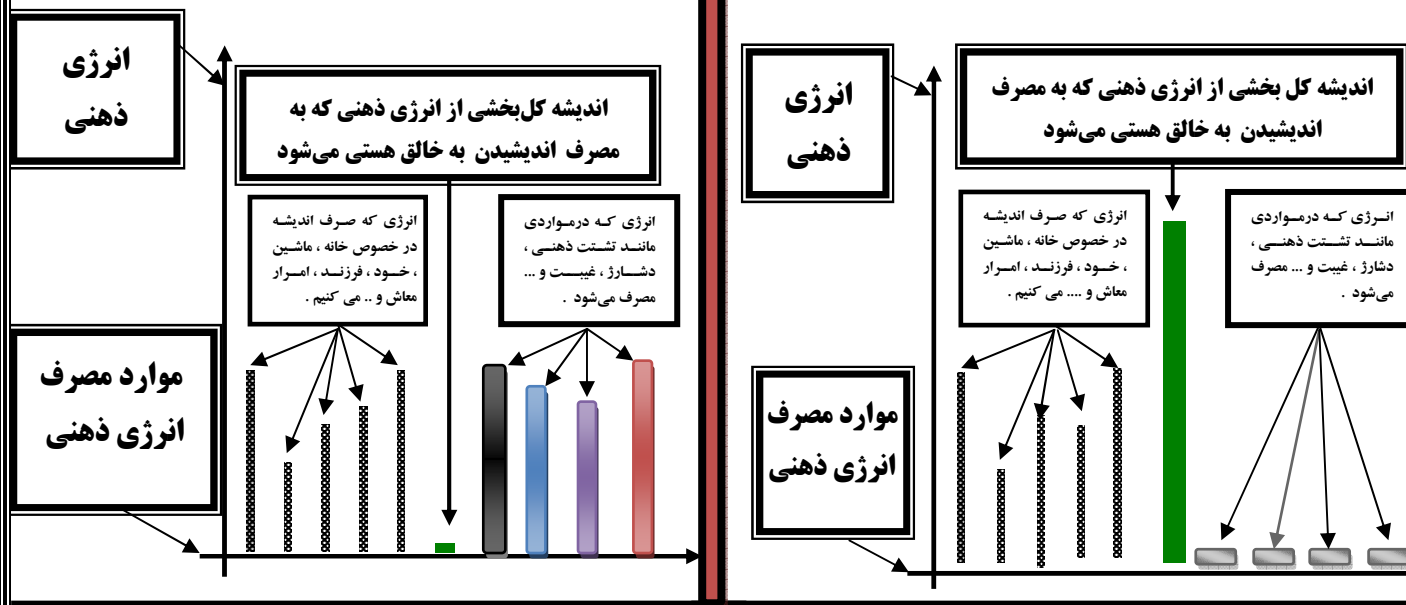 انرژی
ذهنی
اندیشه کل‌بخشی از انرژی ذهنی که به
مصرف اندیشیدن به خالق هستی می‌شود
انرژی که صرف اندیشه
در خصوص خانه ، ماشین
، خود ، فرزند ، امرار
معاش و .. می کنیم .
انرژی که درمواردی
مانند تشتت ذهنی ،
دشارژ ، غیبت و ...
مصرف می‌شود .
موارد مصرف
انرژی ذهنی
انرژی
ذهنی
اندیشه کل بخشی از انرژی ذهنی که به مصرف
اندیشیدن به خالق هستی می‌شود
انرژی که صرف اندیشه
در خصوص خانه ، ماشین
، خود ، فرزند ، امرار
معاش و .... می کنیم .
انرژی که درمواردی
مانند تشتت ذهنی ،
دشارژ ، غیبت و ... مصرف
می‌شود .
موارد مصرف
انرژی ذهنی